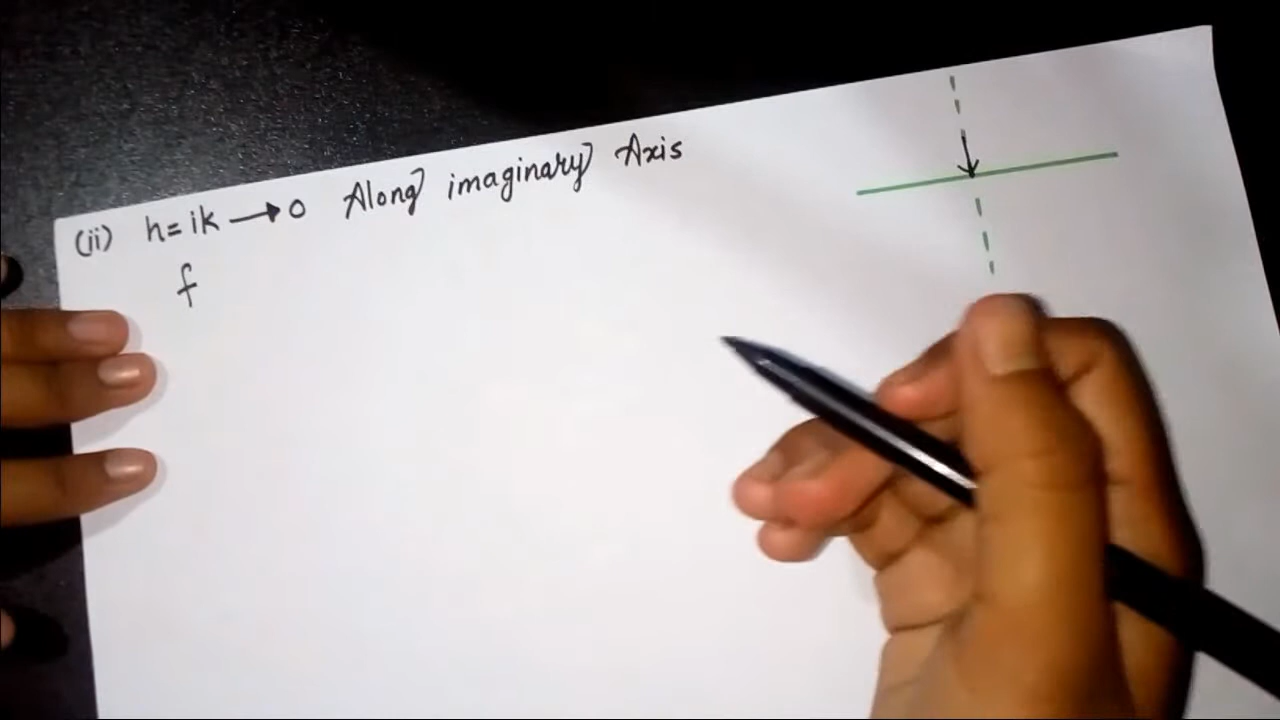 (ii) h=ik → 0 Along imaginary Axis
f